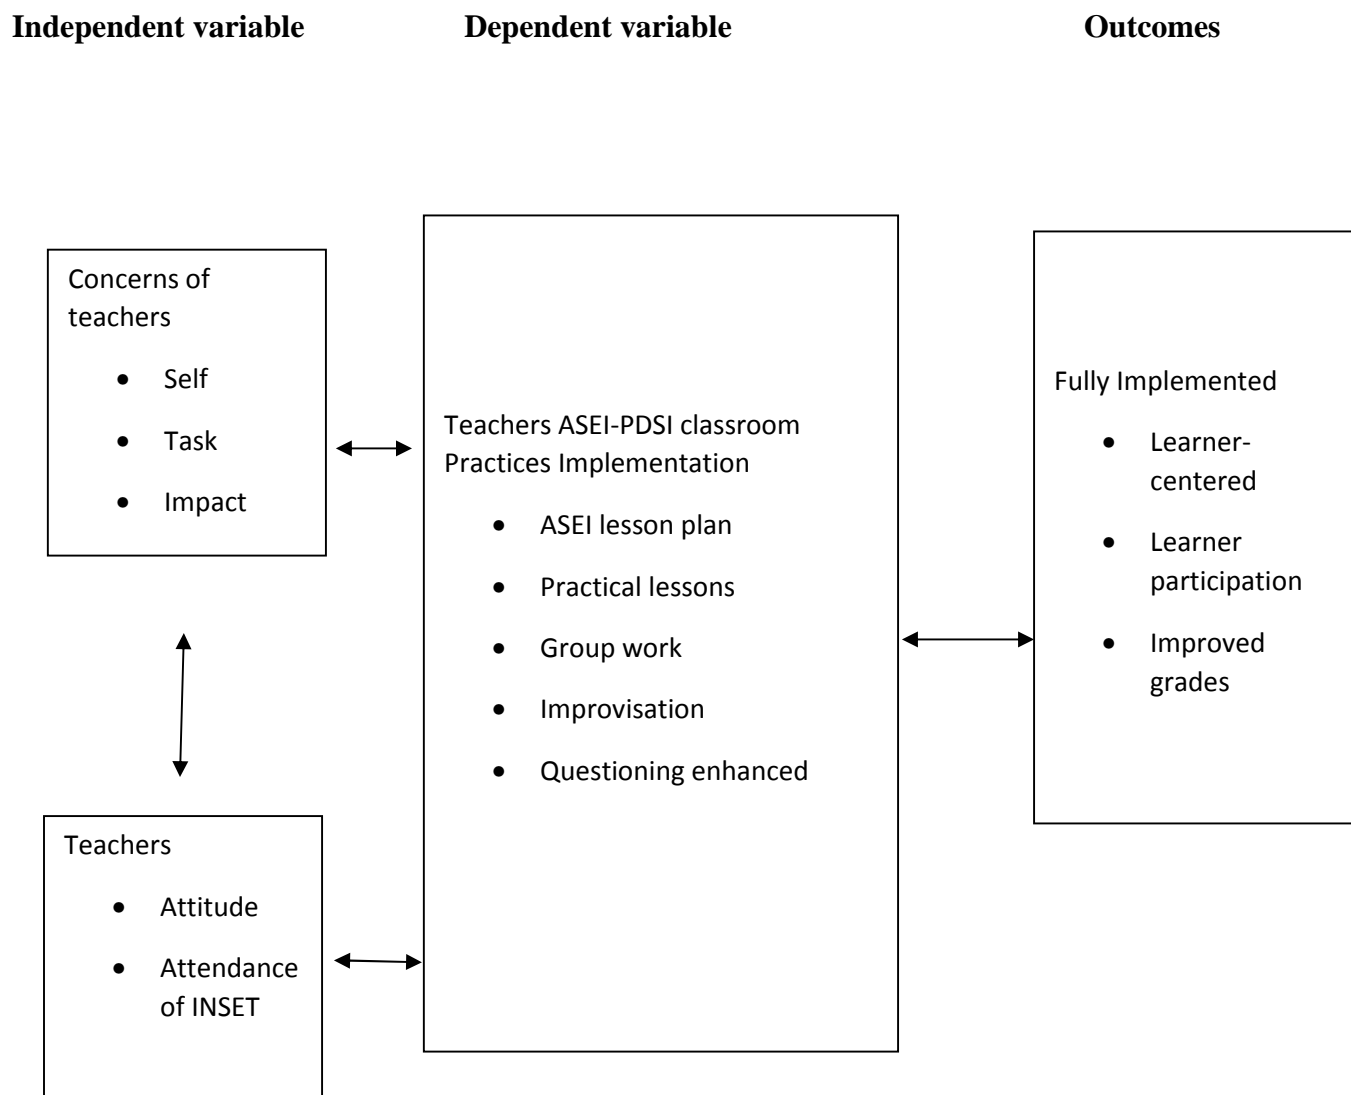 Independent variable
Dependent variable
Outcomes
Concerns of
teachers
• Self
• Task
• Impact
Teachers
• Attitude
• Attendance
of INSET
Teachers ASEI-PDSI classroom
Practices Implementation
• ASEI lesson plan
• Practical lessons
• Group work
• Improvisation
• Questioning enhanced
Fully Implemented
• Learner-
centered
• Learner
participation
• Improved
grades